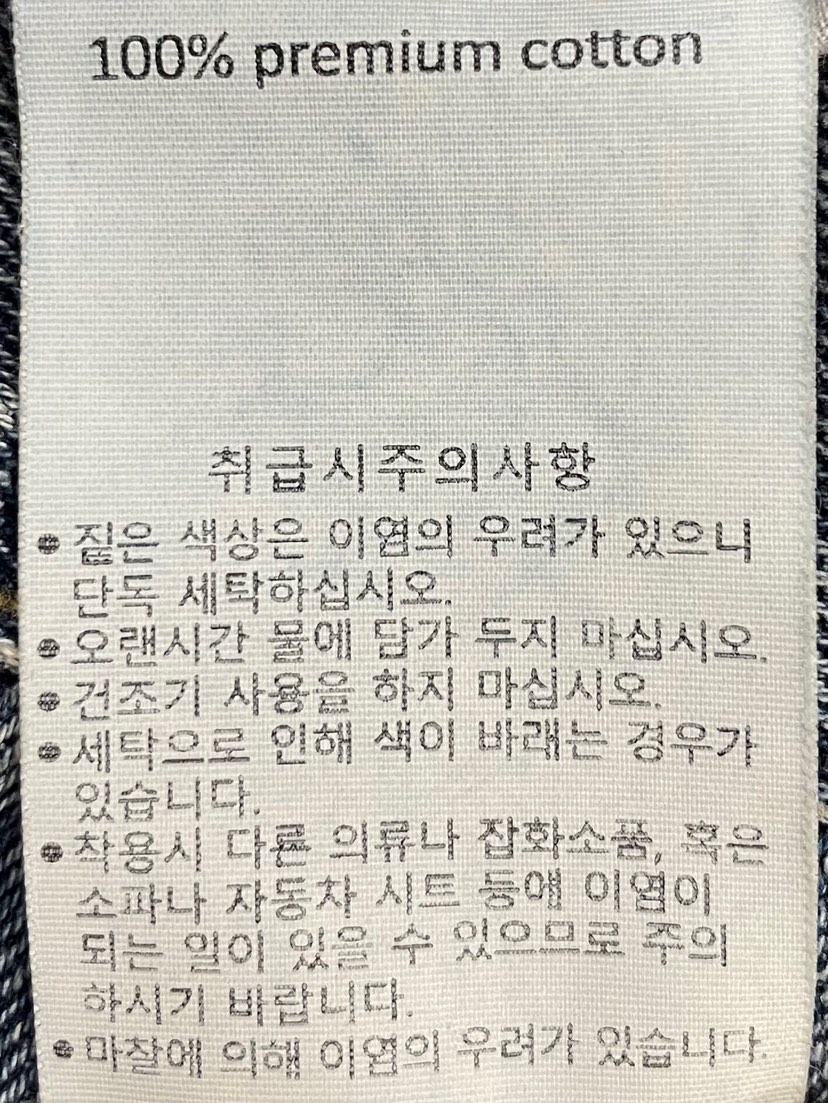 100% premium cotton
취급시주의사항
● 짙은 색상은 이염의 우려가 있으니
단독 세탁하십시오.
● 오랜시간 물에 담가 두지 마십시오.
● 건조기 사용을 하지 마십시오.
● 세탁으로 인해 색이 바래는 경우가
있습니다.
● 착용시 다른 의류나 잡화소품, 혹은
소파나 자동차 시트 등에 이염이
되는 일이 있을 수 있으므로 주의
하시기 바랍니다.
● 마찰에 의해 이염의 우려가 있습니다.